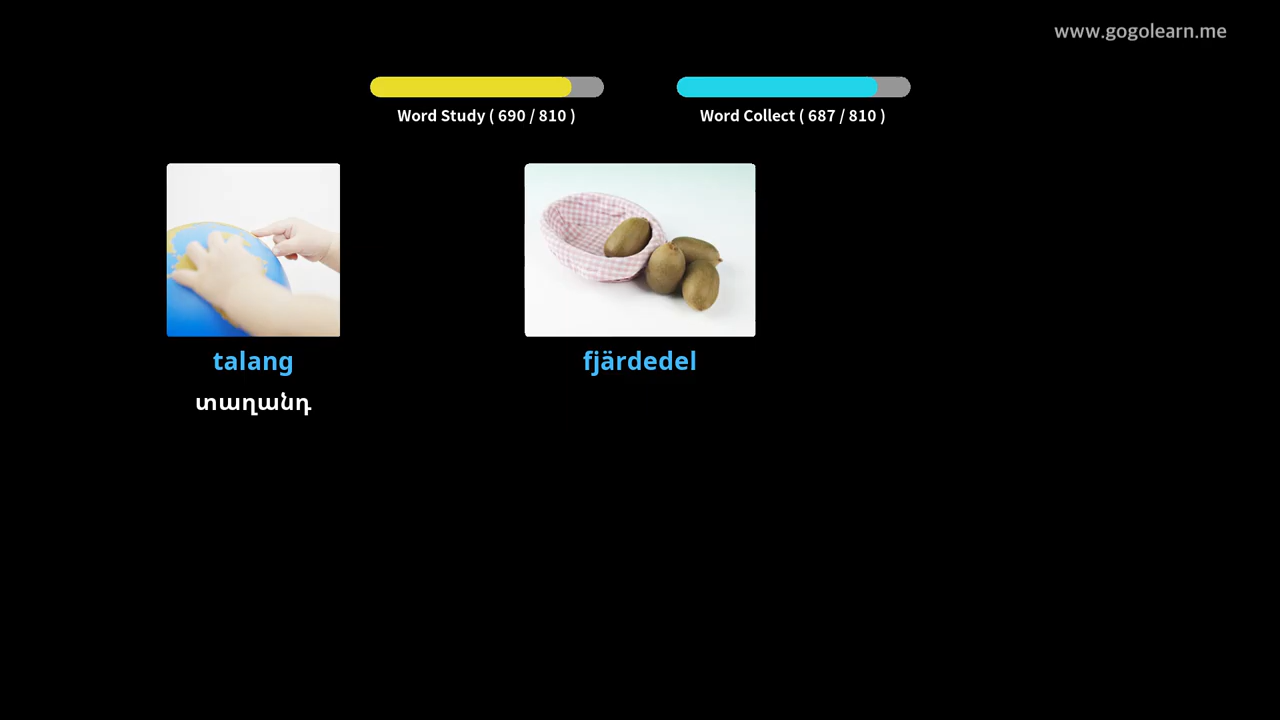 www.gogolearn.me
Word Study ( 690 / 810 )
Word Collect ( 687 / 810 )
talang
տաղանդ
fjärdedel